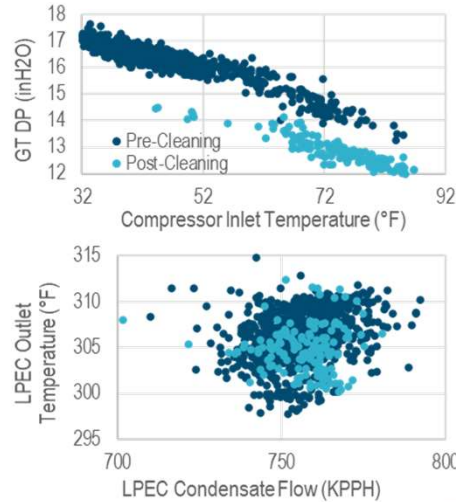 GT DP (inH2O)
18
17
16
15
14
13
12
Pre-Cleaning
Post-Cleaning
32
52
72
92
Compressor Inlet Temperature (°F)
LPEC Outlet
Temperature (°F)
315
310
305
300
295
700
750
800
LPEC Condensate Flow (KPPH)